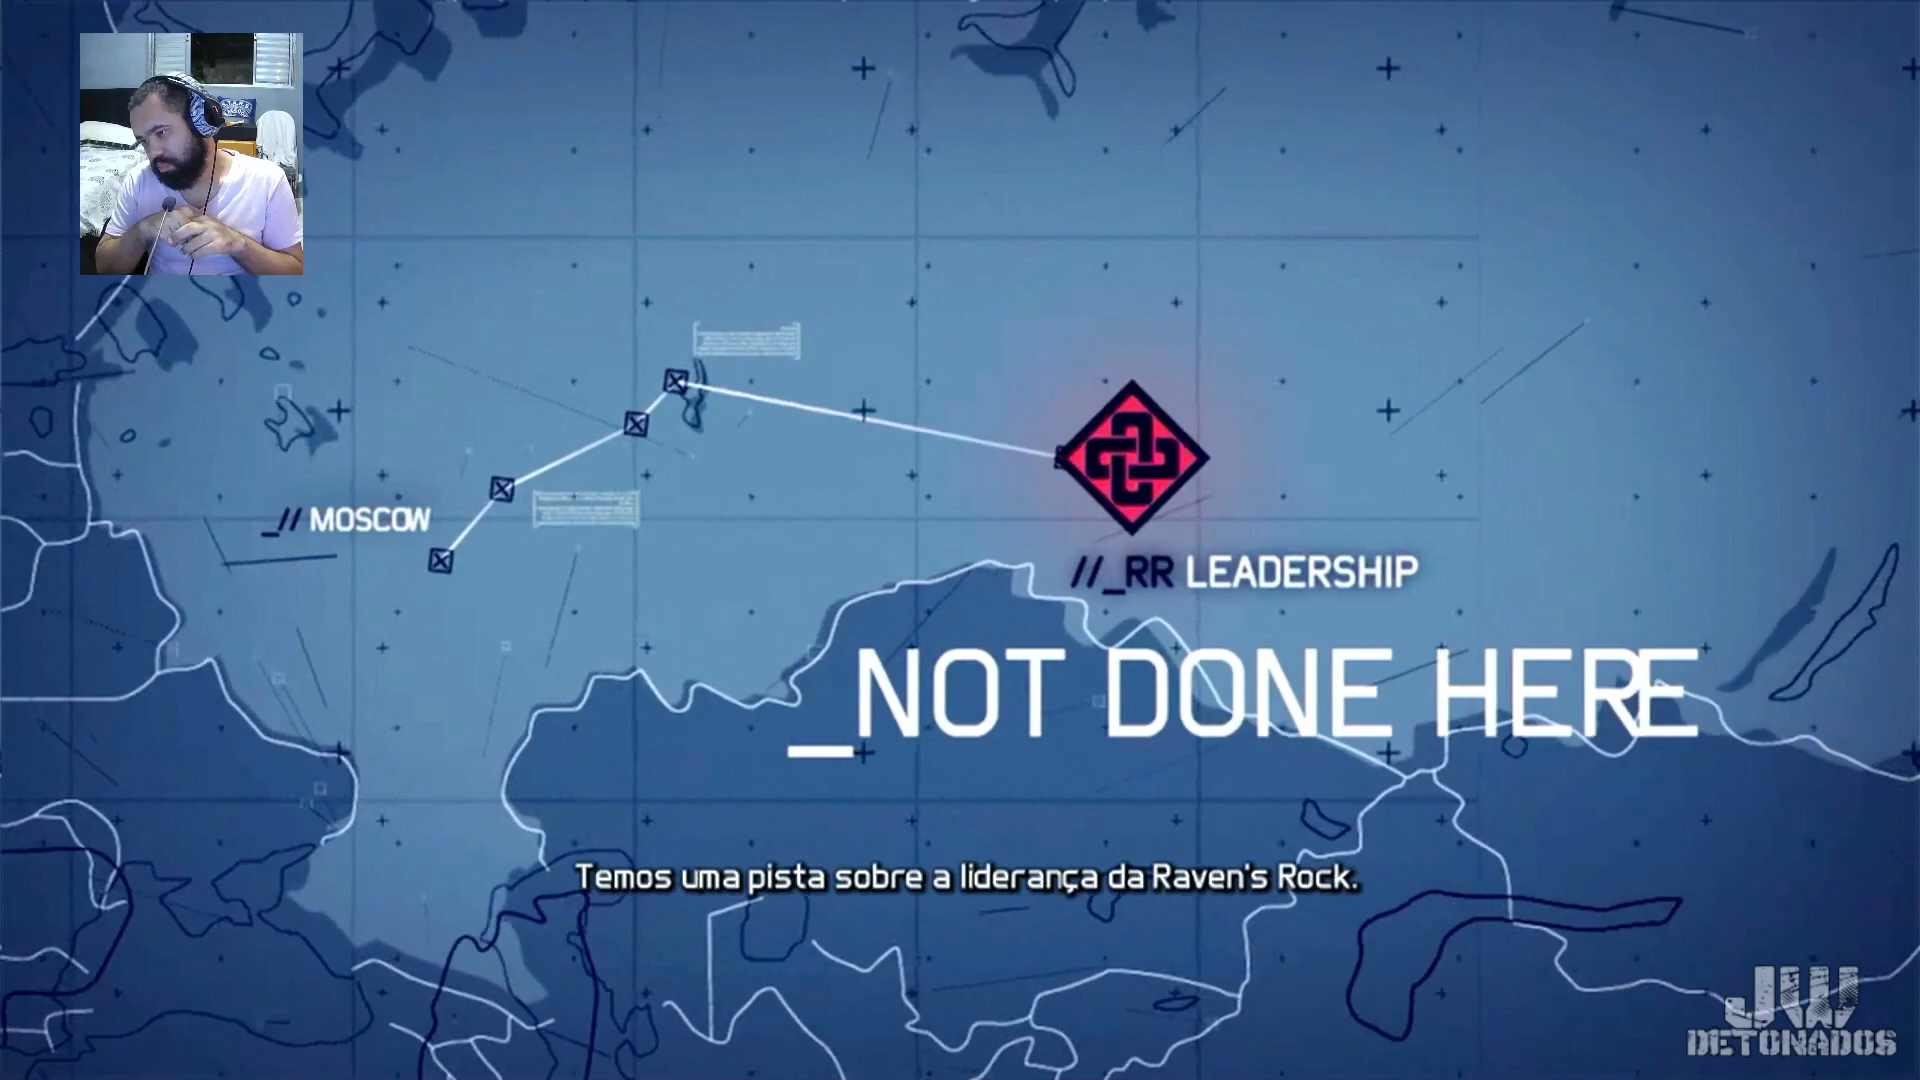 _// MOSCOW
//_RR LEADERSHIP
_NOT DONE HERE
Temos uma pista sobre a liderança da Raven's Rock.
JW
DETONADOS